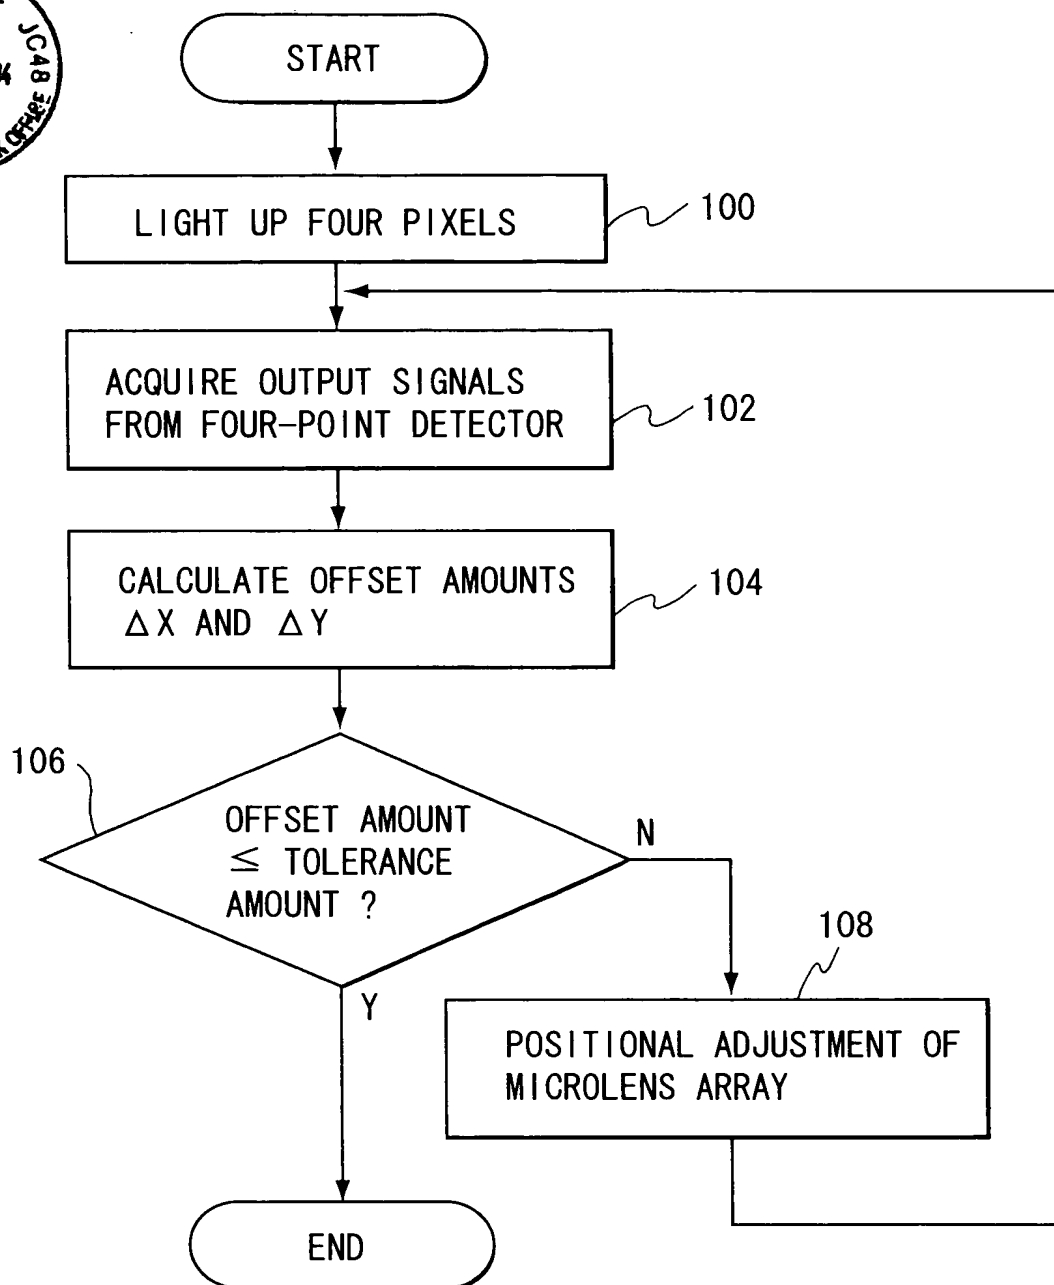 JC48
START
LIGHT UP FOUR PIXELS
100
ACQUIRE OUTPUT SIGNALS
FROM FOUR-POINT DETECTOR
102
CALCULATE OFFSET AMOUNTS
ΔX AND ΔY
104
106
OFFSET AMOUNT
≦ TOLERANCE
AMOUNT ?
N
Y
108
POSITIONAL ADJUSTMENT OF
MICROLENS ARRAY
END